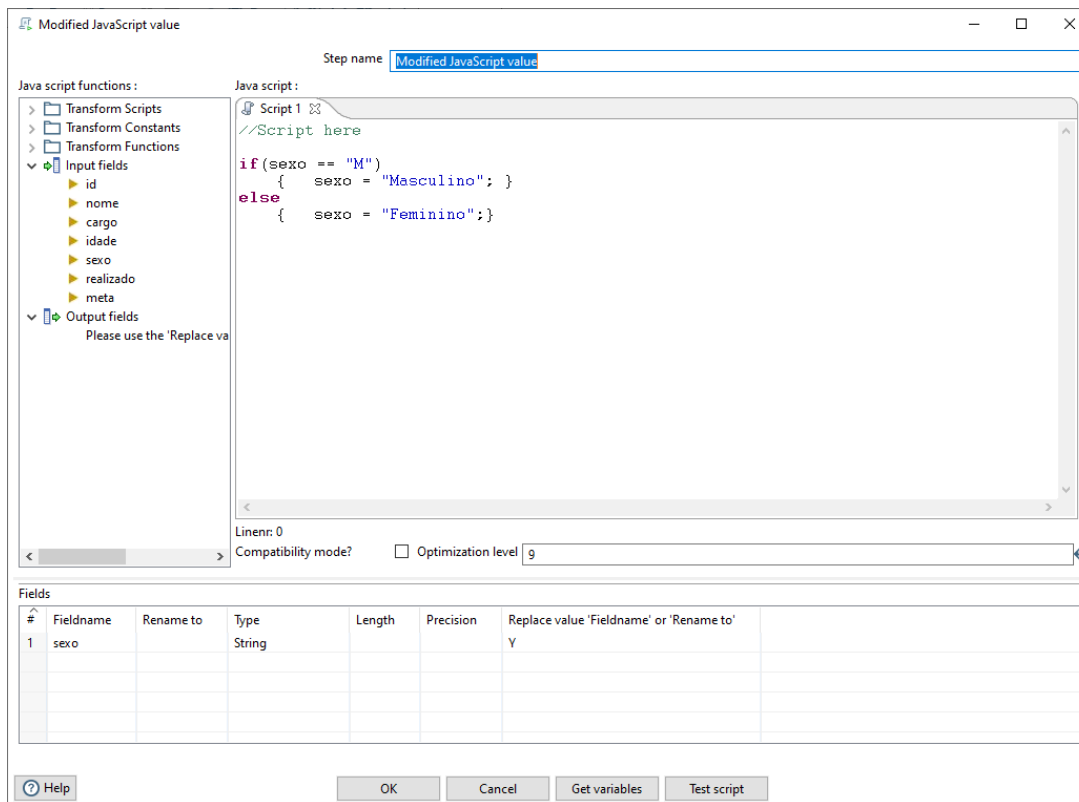 Modified JavaScript value
Step name Modified JavaScript value
Java script functions :
Transform Scripts
Transform Constants
Transform Functions
Input fields
id
nome
cargo
idade
sexo
realizado
meta
Output fields
Please use the 'Replace va
Java script :
Script 1
//Script here
if(sexo == "M")
{ sexo = "Masculino"; }
else
{ sexo = "Feminino";}
Linenr: 0
Compatibility mode? Optimization level 9
Fields
# Fieldname Rename to Type Length Precision Replace value 'Fieldname' or 'Rename to'
1 sexo String Y
Help OK Cancel Get variables Test script